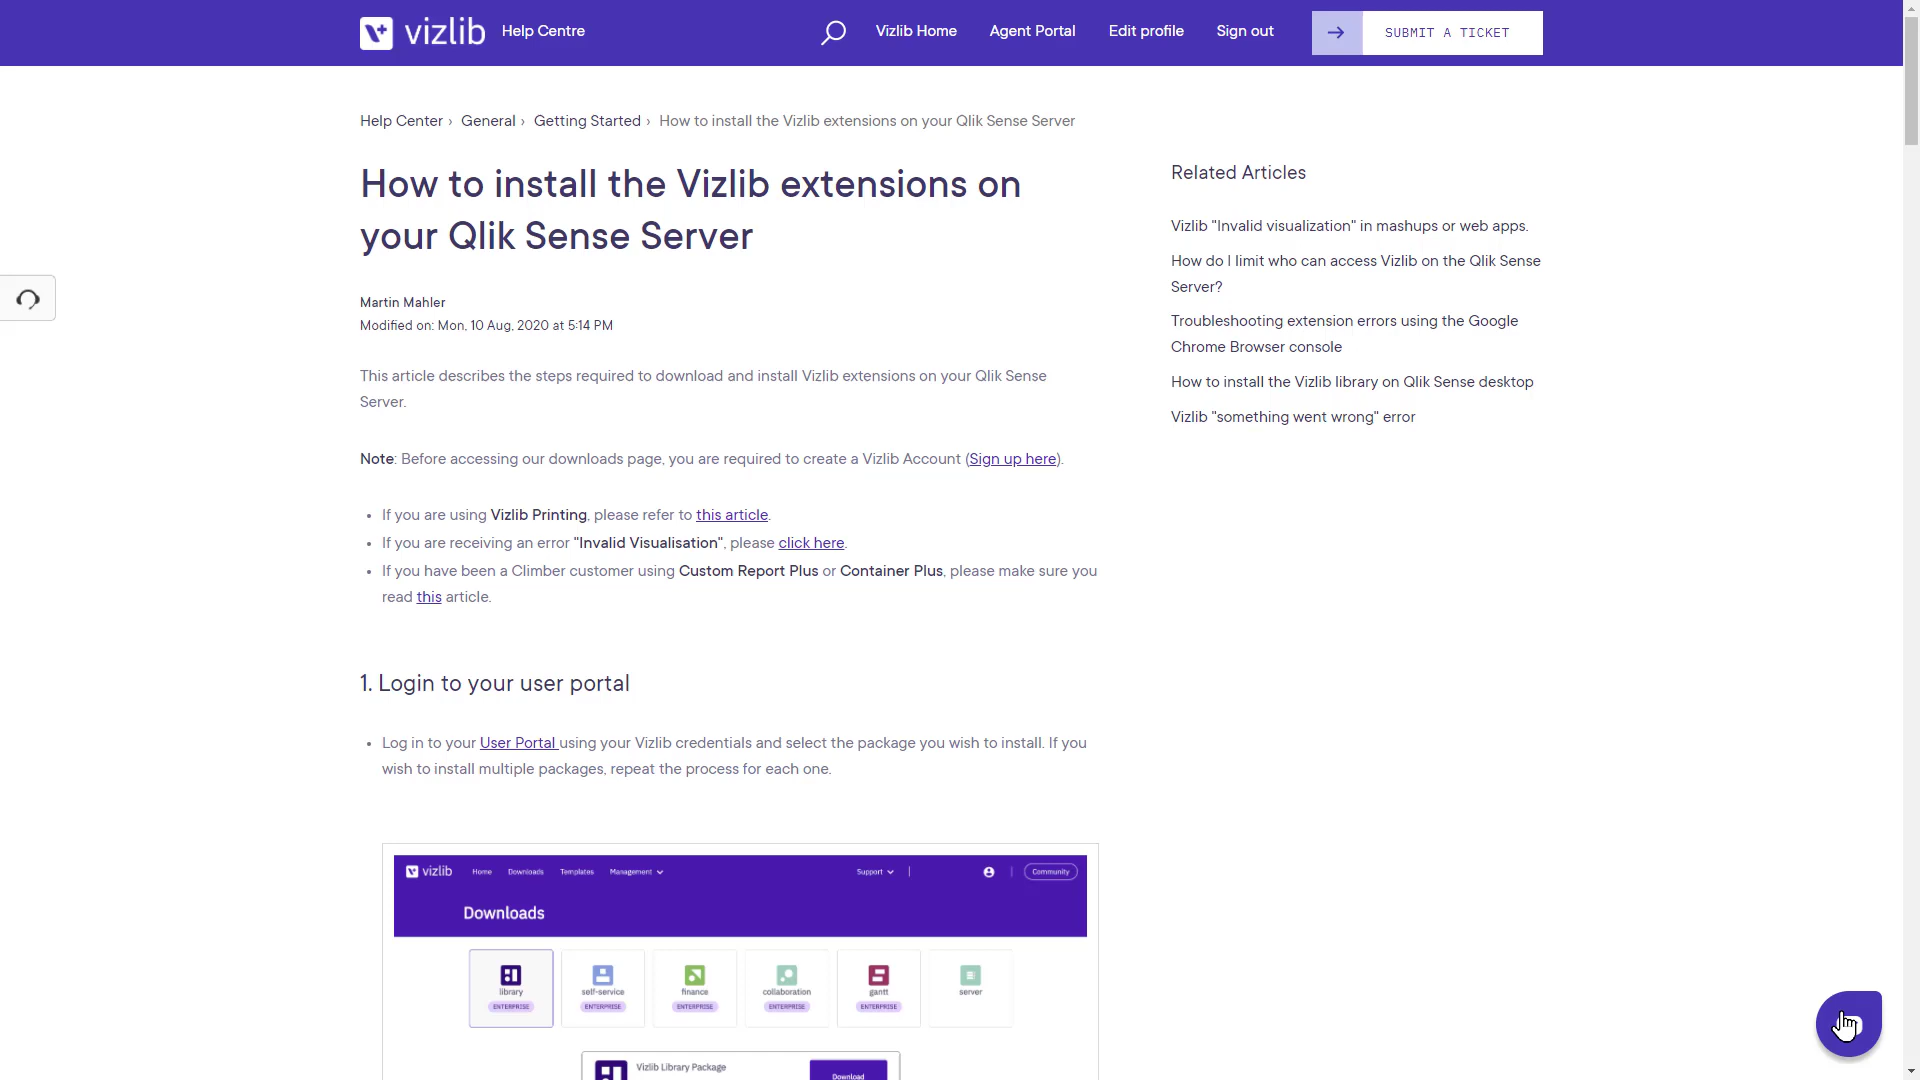 vizlib Help Centre Vizlib Home Agent Portal Edit profile Sign out SUBMIT A TICKET
Help Center › General › Getting Started › How to install the Vizlib extensions on your Qlik Sense Server
How to install the Vizlib extensions on
your Qlik Sense Server
Martin Mahler
Modified on: Mon, 10 Aug, 2020 at 5:14 PM
This article describes the steps required to download and install Vizlib extensions on your Qlik Sense
Server.
Note: Before accessing our downloads page, you are required to create a Vizlib Account (Sign up here).
• If you are using Vizlib Printing, please refer to this article.
• If you are receiving an error "Invalid Visualisation", please click here.
• If you have been a Climber customer using Custom Report Plus or Container Plus, please make sure you
read this article.
1. Login to your user portal
• Log in to your User Portal using your Vizlib credentials and select the package you wish to install. If you
wish to install multiple packages, repeat the process for each one.
vizlib Home Downloads Templates Management Support Community
Downloads
library self-service finance collaboration gantt server
ENTERPRISE ENTERPRISE ENTERPRISE ENTERPRISE ENTERPRISE
Vizlib Library Package
Download
Related Articles
Vizlib "Invalid visualization" in mashups or web apps.
How do I limit who can access Vizlib on the Qlik Sense
Server?
Troubleshooting extension errors using the Google
Chrome Browser console
How to install the Vizlib library on Qlik Sense desktop
Vizlib "something went wrong" error